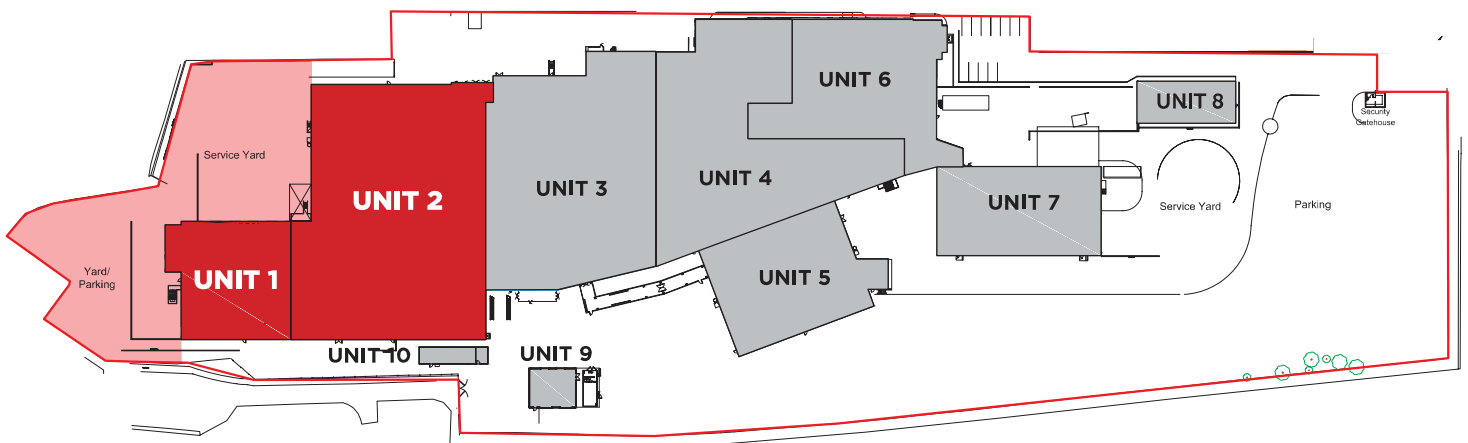 UNIT 6
UNIT 8
Security
Gatehouse
Service Yard
UNIT 3
UNIT 4
UNIT 2
UNIT 7
Service Yard
Parking
Yard/
Parking
UNIT 1
UNIT 5
UNIT 10
UNIT 9